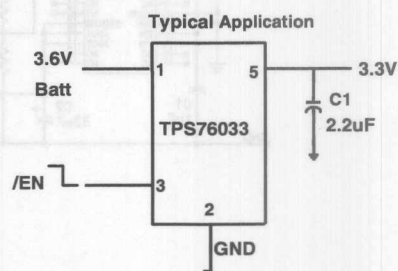 Typical Application
3.6V
Batt
1
5
3.3V
TPS76033
C1
2.2uF
/EN
3
2
GND